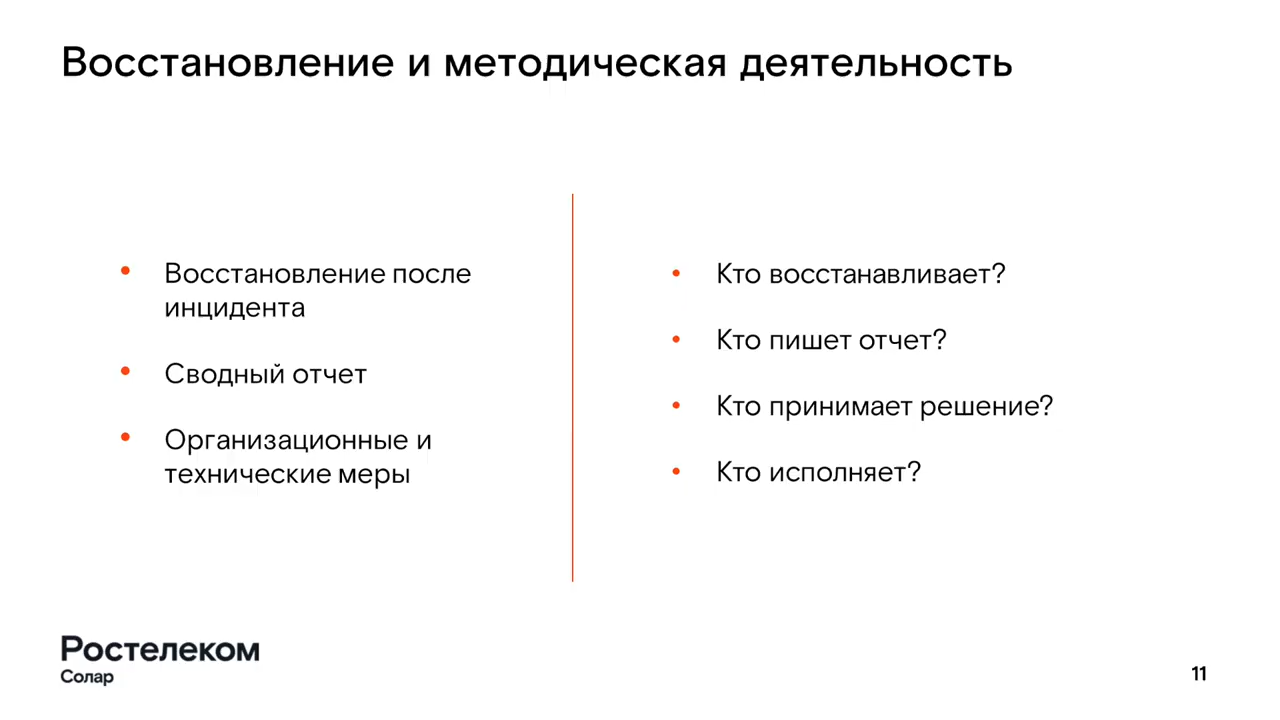 Восстановление и методическая деятельность
• Восстановление после
инцидента
• Сводный отчет
• Организационные и
технические меры
• Кто восстанавливает?
• Кто пишет отчет?
• Кто принимает решение?
• Кто исполняет?
Ростелеком
Солар
11